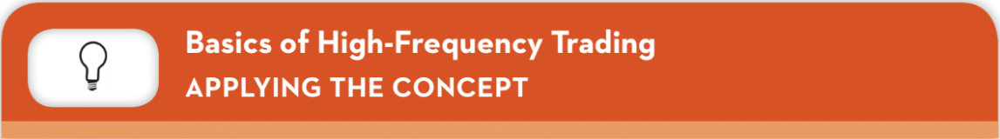 Basics of High-Frequency Trading
APPLYING THE CONCEPT